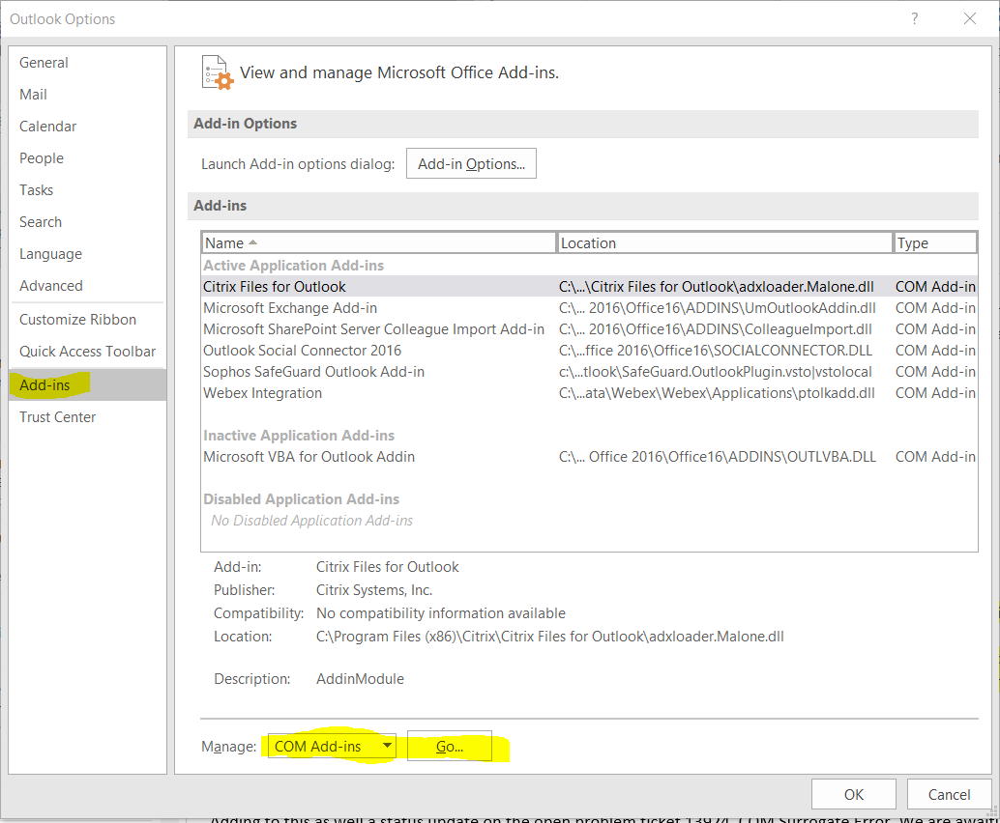 Outlook Options ?
General
Mail
Calendar
People
Tasks
Search
Language
Advanced
Customize Ribbon
Quick Access Toolbar
Add-ins
Trust Center
View and manage Microsoft Office Add-ins.
Add-in Options
Launch Add-in options dialog: Add-in Options...
Add-ins
Name Location Type
Active Application Add-ins
Citrix Files for Outlook C:\...\Citrix Files for Outlook\adxloader.Malone.dll COM Add-in
Microsoft Exchange Add-in C:\... 2016\Office16\ADDINS\UmOutlookAddin.dll COM Add-in
Microsoft SharePoint Server Colleague Import Add-in C:\... 2016\Office16\ADDINS\ColleagueImport.dll COM Add-in
Outlook Social Connector 2016 C:\...ffice 2016\Office16\SOCIALCONNECTOR.DLL COM Add-in
Sophos SafeGuard Outlook Add-in c:\...tlook\SafeGuard.OutlookPlugin.vsto|vstolocal COM Add-in
Webex Integration C:\...ata\Webex\Webex\Applications\ptolkadd.dll COM Add-in
Inactive Application Add-ins
Microsoft VBA for Outlook Addin C:\... Office 2016\Office16\ADDINS\OUTLVBA.DLL COM Add-in
Disabled Application Add-ins
No Disabled Application Add-ins
Add-in: Citrix Files for Outlook
Publisher: Citrix Systems, Inc.
Compatibility: No compatibility information available
Location: C:\Program Files (x86)\Citrix\Citrix Files for Outlook\adxloader.Malone.dll
Description: AddinModule
Manage: COM Add-ins Go...
OK Cancel
Adding to this as well a status update on the open problem ticket 13924, COM Surrogate Error. We are